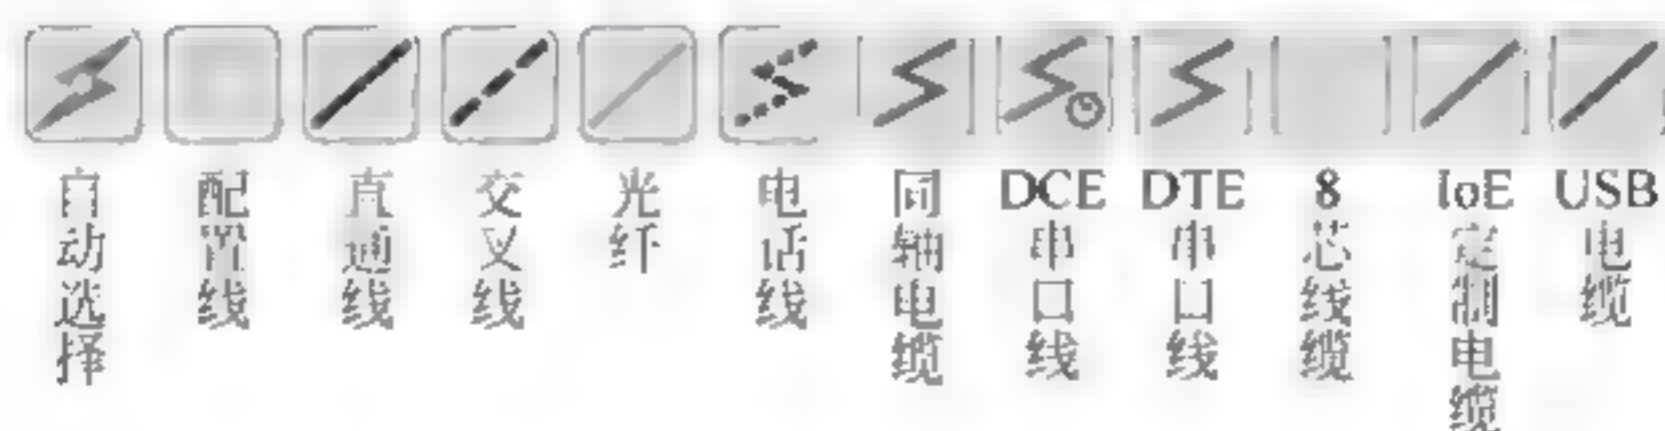 自动选择
配置线
直通线
交叉线
光纤
电话线
同轴电缆
DCE串口线
DTE串口线
8芯线缆
IoE定制电缆
USB电缆